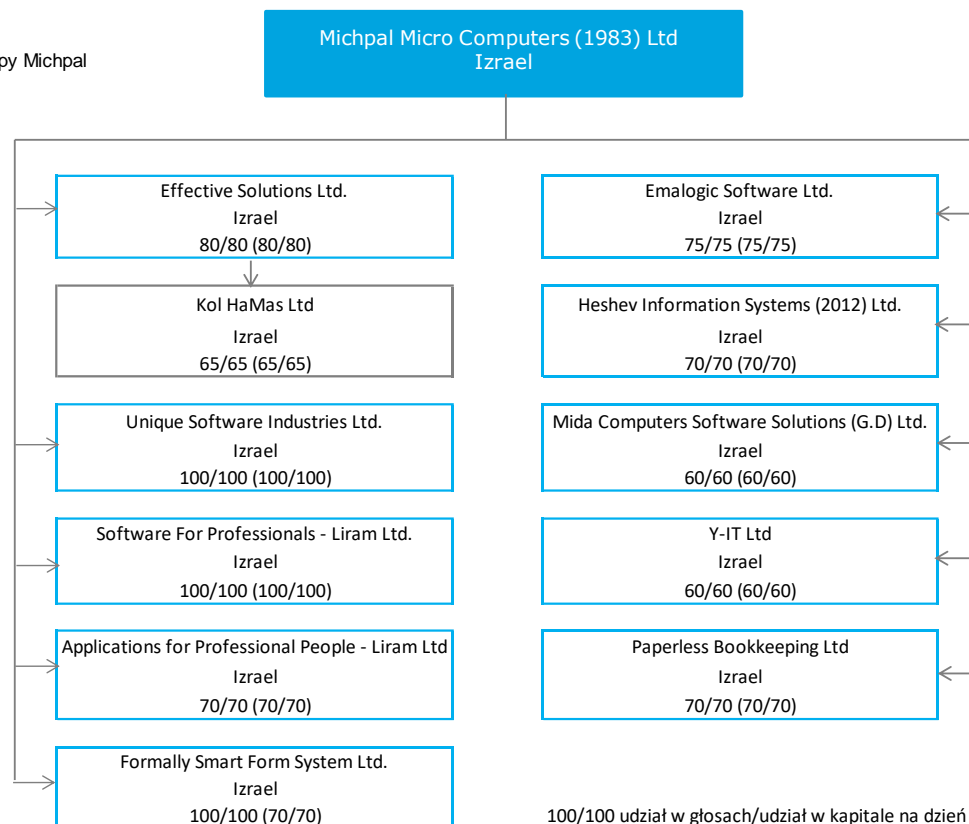 Michpal Micro Computers (1983) Ltd
Izrael
py Michpal
Effective Solutions Ltd.
Izrael
80/80 (80/80)
Kol HaMas Ltd
Izrael
65/65 (65/65)
Unique Software Industries Ltd.
Izrael
100/100 (100/100)
Software For Professionals - Liram Ltd.
Izrael
100/100 (100/100)
Applications for Professional People - Liram Ltd
Izrael
70/70 (70/70)
Formally Smart Form System Ltd.
Izrael
100/100 (70/70)
Emalogic Software Ltd.
Izrael
75/75 (75/75)
Heshev Information Systems (2012) Ltd.
Izrael
70/70 (70/70)
Mida Computers Software Solutions (G.D) Ltd.
Izrael
60/60 (60/60)
Y-IT Ltd
Izrael
60/60 (60/60)
Paperless Bookkeeping Ltd
Izrael
70/70 (70/70)
100/100 udział w głosach/udział w kapitale na dzień